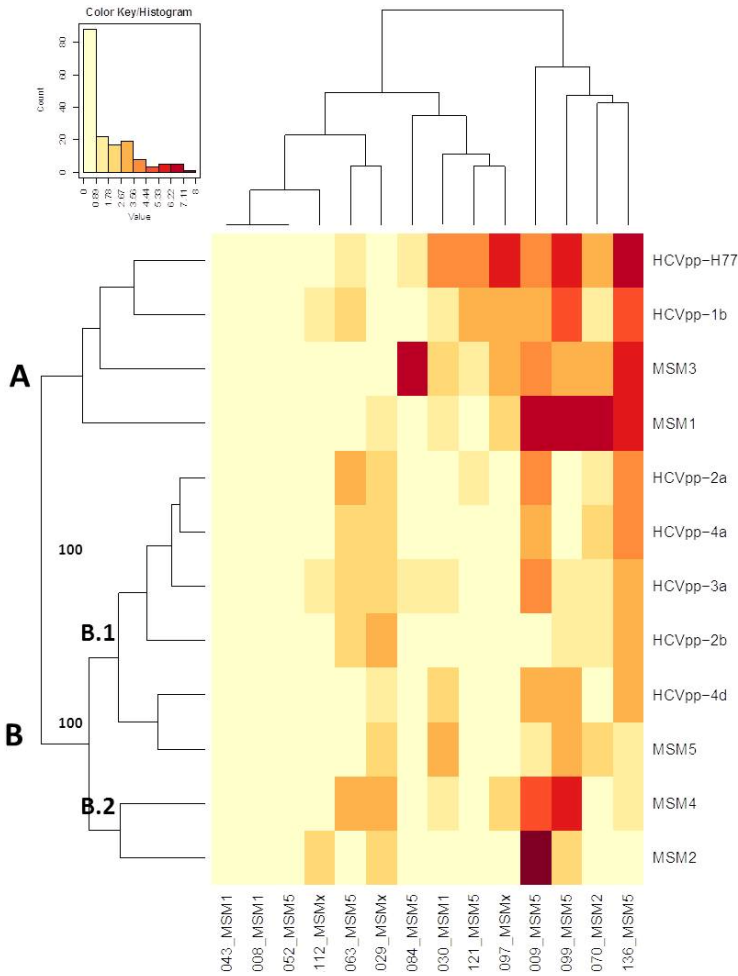 Color Key/Histogram
80
60
40
20
0
Count
0
0.89
1.78
2.67
3.56
4.44
5.33
6.22
7.11
8
Value
HCVpp-H77
HCVpp-1b
A
MSM3
MSM1
HCVpp-2a
100
HCVpp-4a
HCVpp-3a
B.1
HCVpp-2b
HCVpp-4d
100
B
MSM5
B.2
MSM4
MSM2
043_MSM1
008_MSM1
052_MSM5
112_MSMx
063_MSM5
029_MSMx
084_MSM5
030_MSM1
121_MSM5
097_MSMx
009_MSM5
099_MSM5
070_MSM2
136_MSM5